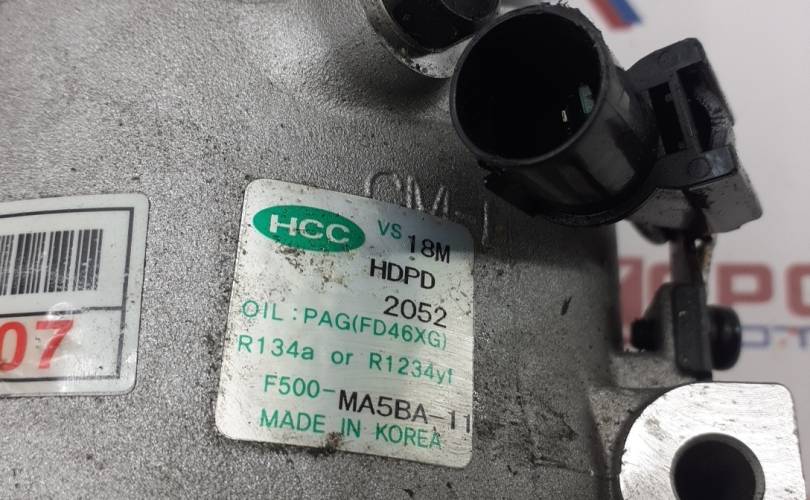 HCC VS 18M
HDPD
2052
OIL : PAG(FD46XG)
R134a or R1234yf
F500-MA5BA-11
MADE IN KOREA
07